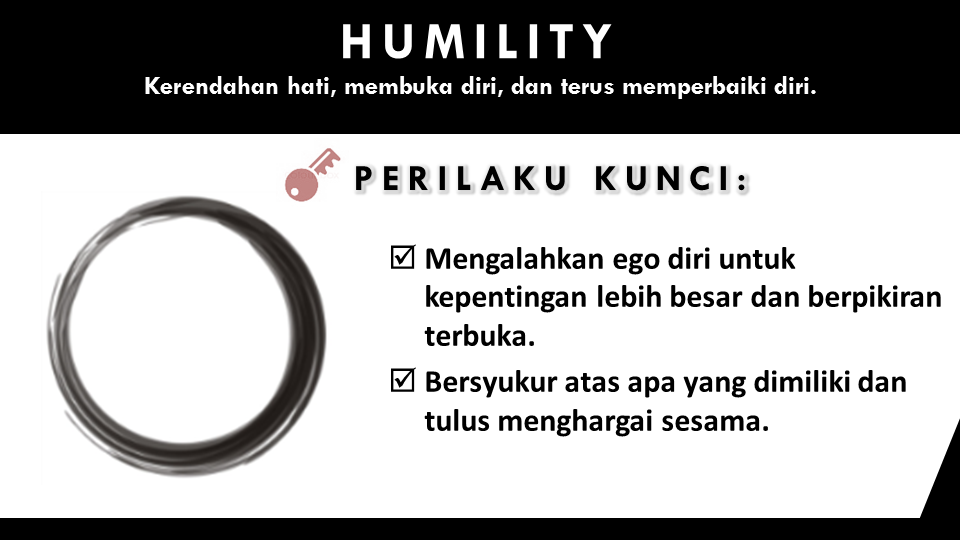 HUMILITY
Kerendahan hati, membuka diri, dan terus memperbaiki diri.
PERILAKU KUNCI:
Mengalahkan ego diri untuk
kepentingan lebih besar dan berpikiran
terbuka.
Bersyukur atas apa yang dimiliki dan
tulus menghargai sesama.